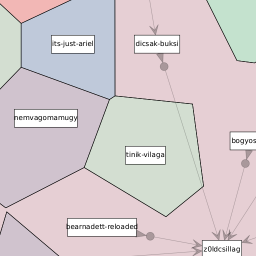 its-just-ariel
dicsak-buksi
nemvagomamugy
bogyos
tinik-vilaga
bearnadett-reloaded
z0ldcsillag